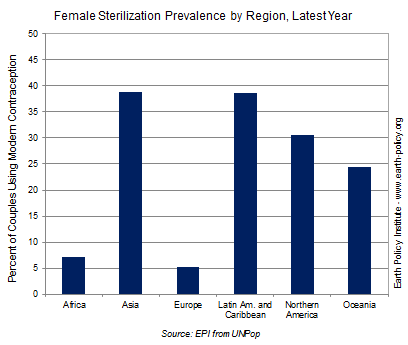 Female Sterilization Prevalence by Region, Latest Year
Percent of Couples Using Modern Contraception
50
45
40
35
30
25
20
15
10
5
0
Africa
Asia
Europe
Latin Am. and
Caribbean
Northern
America
Oceania
Earth Policy Institute - www.earth-policy.org
Source: EPI from UNPop